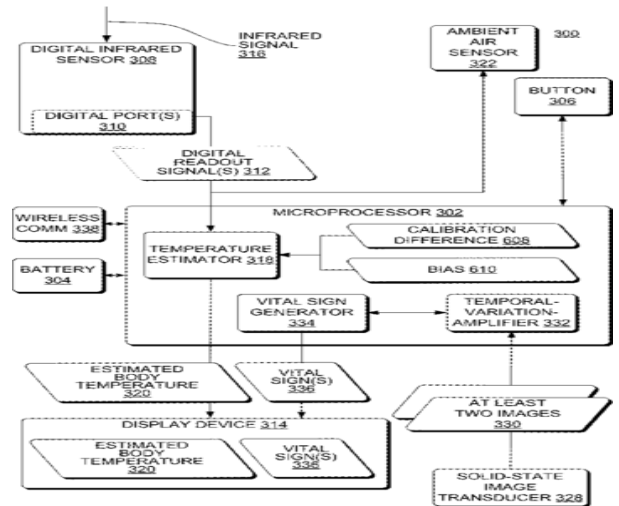 INFRARED
SIGNAL
316
DIGITAL INFRARED
SENSOR 308
DIGITAL PORT(S)
310
AMBIENT
AIR
SENSOR
322
300
BUTTON
306
DIGITAL
READOUT
SIGNAL(S) 312
WIRELESS
COMM 338
BATTERY
304
MICROPROCESSOR 302
TEMPERATURE
ESTIMATOR 318
CALIBRATION
DIFFERENCE 608
BIAS 610
VITAL SIGN
GENERATOR
334
TEMPORAL-
VARIATION-
AMPLIFIER 332
ESTIMATED
BODY
TEMPERATURE
320
VITAL
SIGN(S)
336
AT LEAST
TWO IMAGES
330
DISPLAY DEVICE 314
ESTIMATED
BODY
TEMPERATURE
320
VITAL
SIGN(S)
336
SOLID-STATE
IMAGE
TRANSDUCER 328